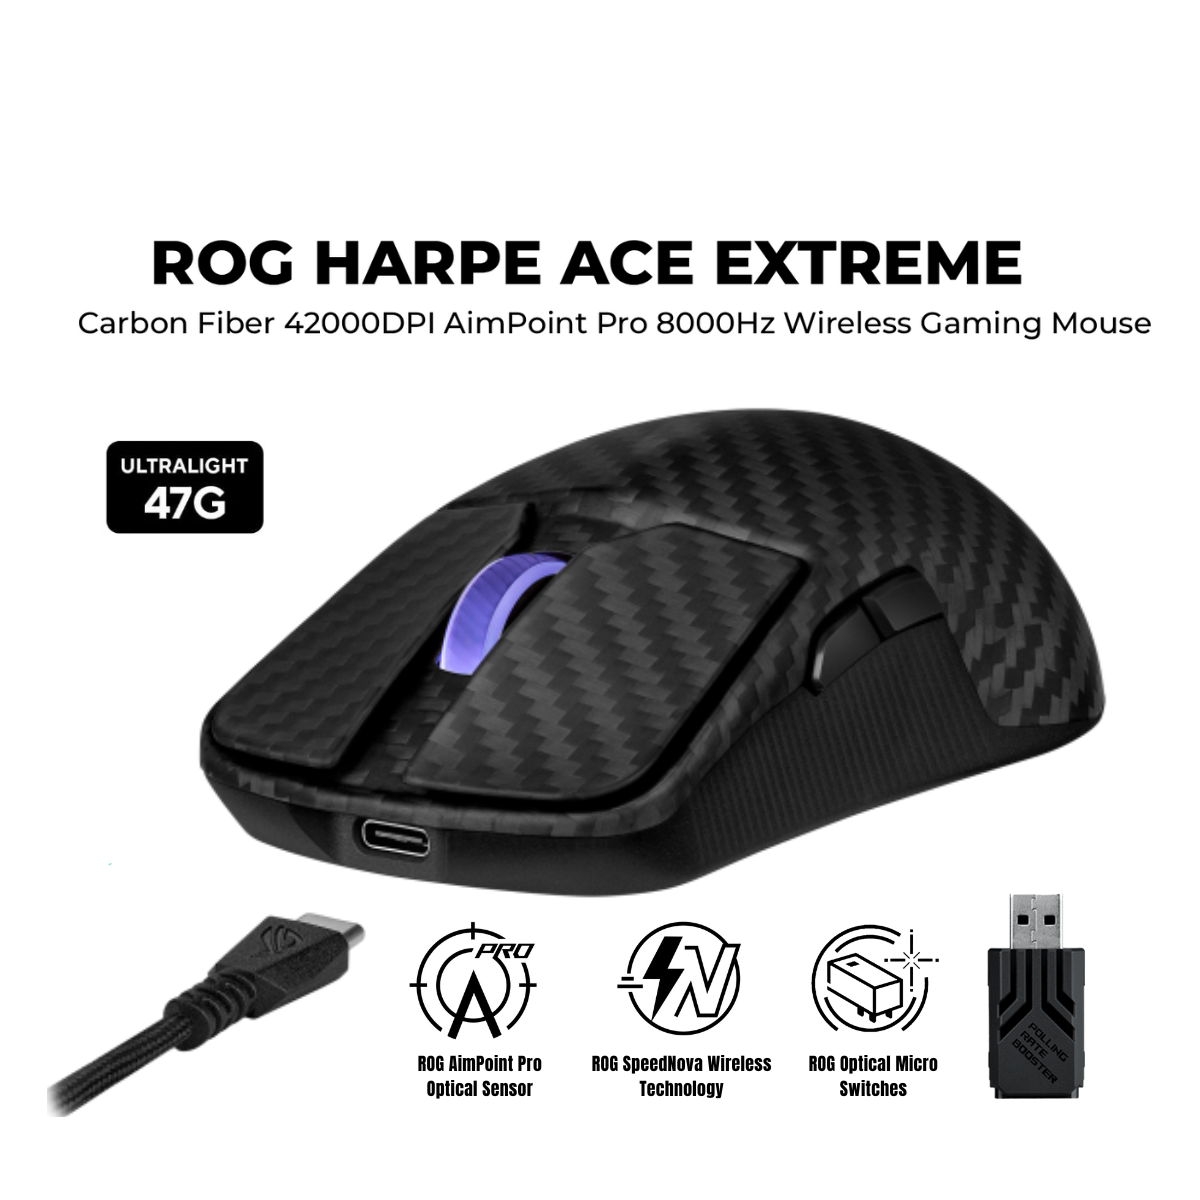 ROG HARPE ACE EXTREME
Carbon Fiber 42000DPI AimPoint Pro 8000Hz Wireless Gaming Mouse
ULTRALIGHT
47G
PRO
ROG AimPoint Pro
Optical Sensor
N
ROG SpeedNova Wireless
Technology
ROG Optical Micro
Switches
POLLING
RATE
BOOSTER